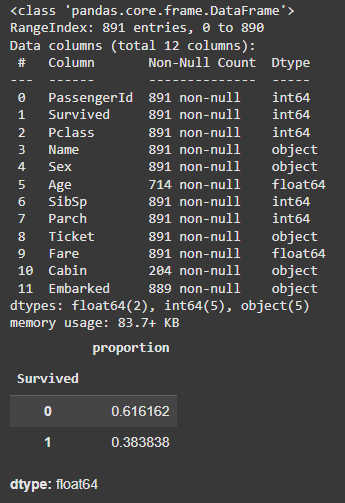 <class 'pandas.core.frame.DataFrame'>
RangeIndex: 891 entries, 0 to 890
Data columns (total 12 columns):
 #   Column       Non-Null Count  Dtype
---  ------       --------------  -----
 0   PassengerId  891 non-null    int64
 1   Survived     891 non-null    int64
 2   Pclass       891 non-null    int64
 3   Name         891 non-null    object
 4   Sex          891 non-null    object
 5   Age          714 non-null    float64
 6   SibSp        891 non-null    int64
 7   Parch        891 non-null    int64
 8   Ticket       891 non-null    object
 9   Fare         891 non-null    float64
 10  Cabin        204 non-null    object
 11  Embarked     889 non-null    object
dtypes: float64(2), int64(5), object(5)
memory usage: 83.7+ KB
proportion
Survived
0 0.616162
1 0.383838
dtype: float64